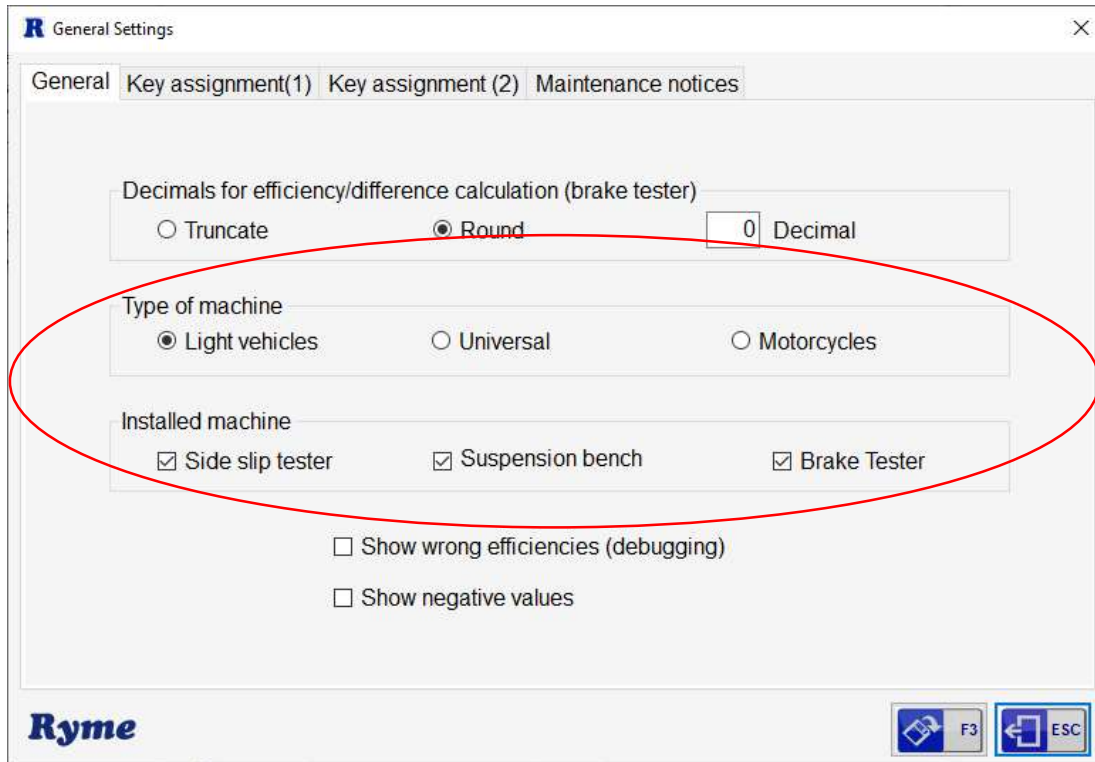 R General Settings
General Key assignment(1) Key assignment (2) Maintenance notices
Decimals for efficiency/difference calculation (brake tester)
Truncate Round 0 Decimal
Type of machine
Light vehicles Universal Motorcycles
Installed machine
Side slip tester Suspension bench Brake Tester
Show wrong efficiencies (debugging)
Show negative values
Ryme F3 ESC